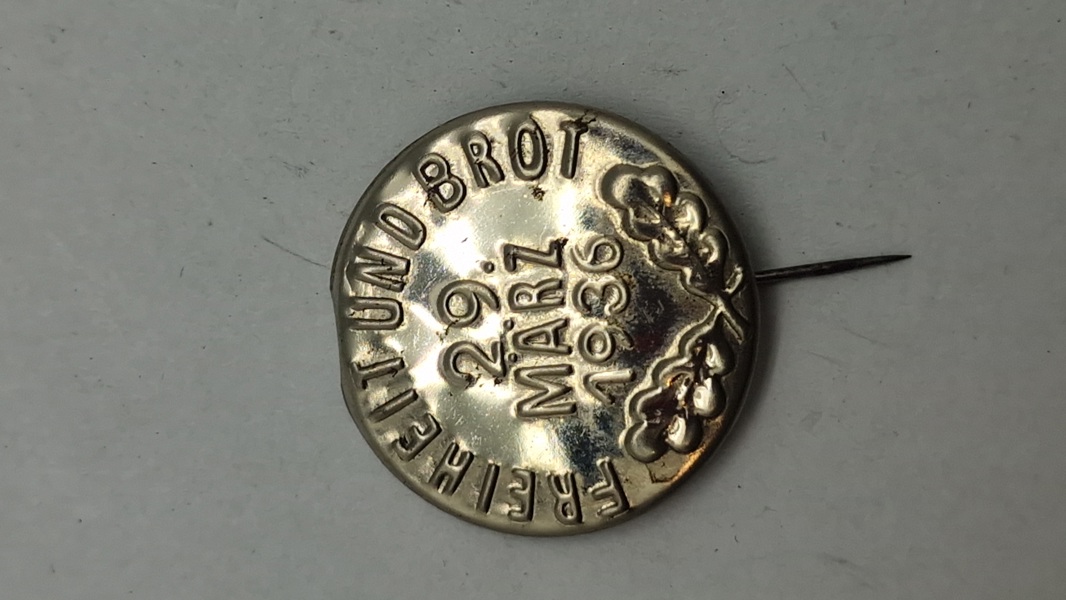 FREIHEIT UND BROT
29.
MÄRZ
1936